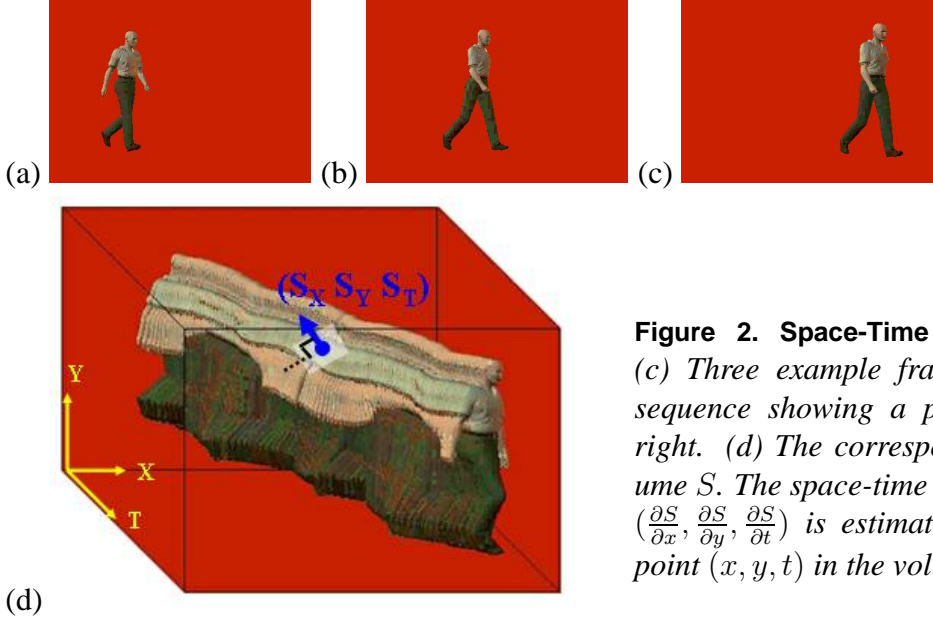 (a) (b) (c)
(S_X S_Y S_T)
Y
X
T
(d)
Figure 2. Space-Time
(c) Three example fra
sequence showing a p
right. (d) The correspo
ume S. The space-time
(∂S/∂x, ∂S/∂y, ∂S/∂t) is estimat
point (x, y, t) in the vol